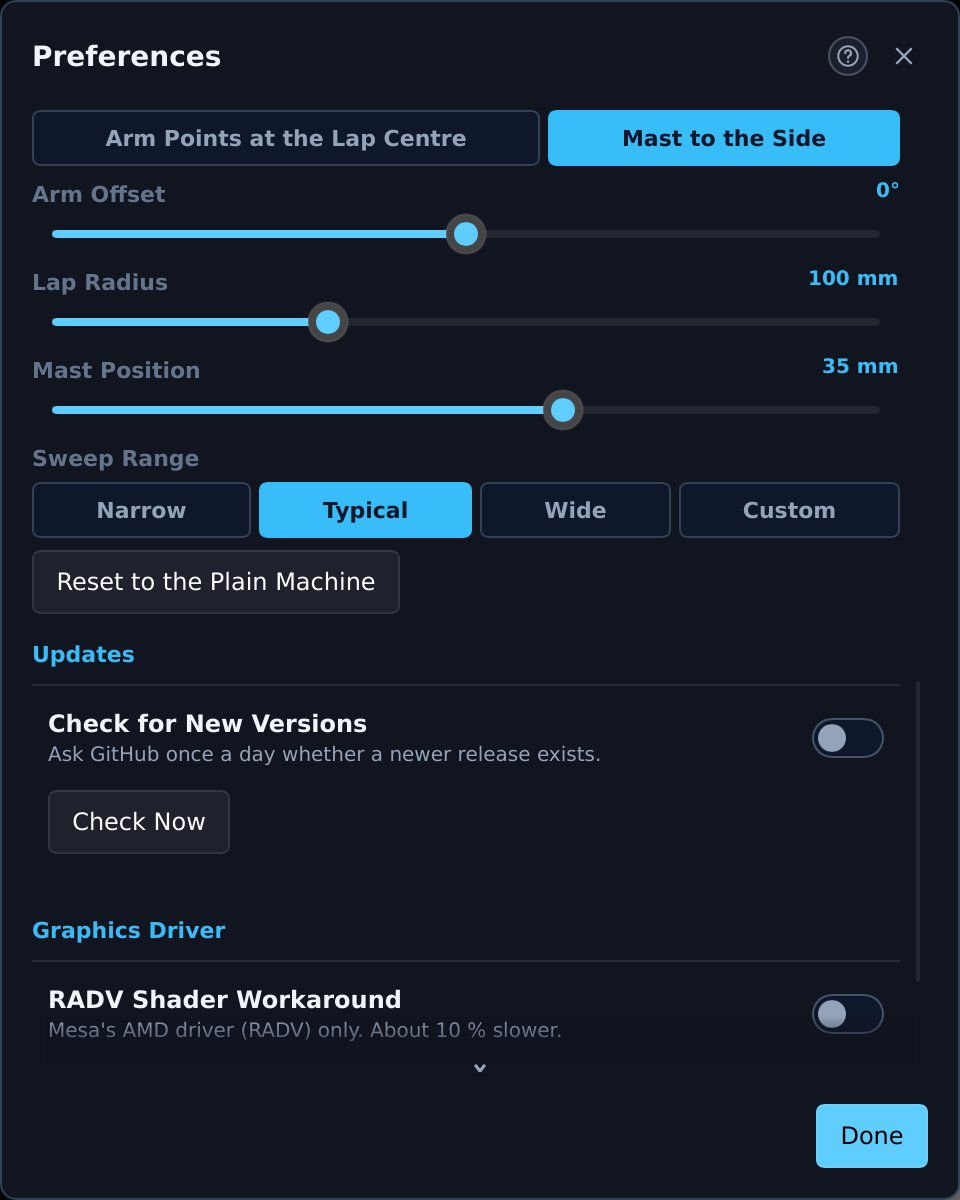 Preferences
Arm Points at the Lap Centre
Mast to the Side
Arm Offset
0°
Lap Radius
100 mm
Mast Position
35 mm
Sweep Range
Narrow
Typical
Wide
Custom
Reset to the Plain Machine
Updates
Check for New Versions
Ask GitHub once a day whether a newer release exists.
Check Now
Graphics Driver
RADV Shader Workaround
Mesa's AMD driver (RADV) only. About 10 % slower.
Done